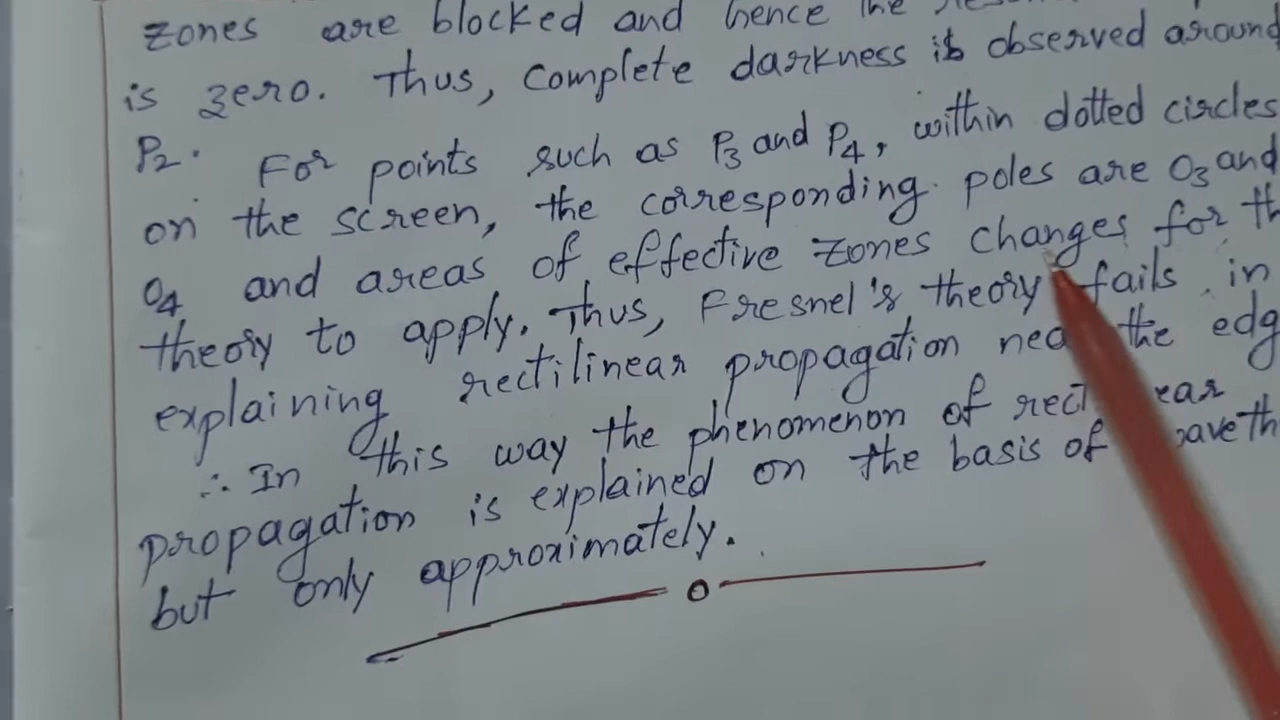 zones are blocked and hence the
is zero. Thus, Complete darkness is observed around
P2. For points such as P3 and P4, within dotted circles
on the screen, the corresponding poles are O3 and
O4 and areas of effective zones changes for
theory to apply. Thus, Fresnel's theory fails in
explaining rectilinear propagation the
∴ In this way the phenomenon of
propagation is explained on the basis of
but only approximately.
o